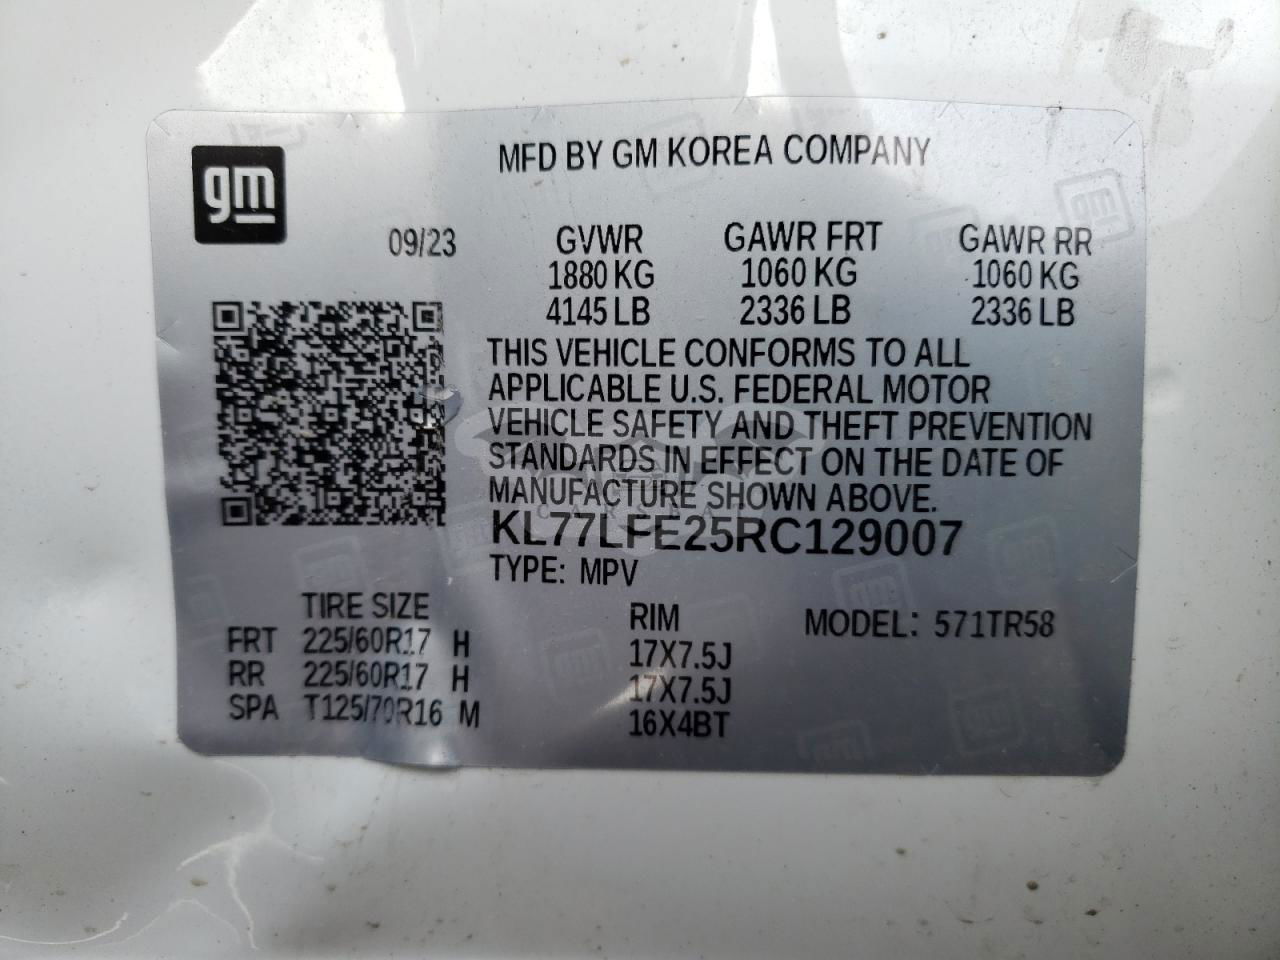 gm
MFD BY GM KOREA COMPANY
09/23 GVWR GAWR FRT GAWR RR
1880 KG 1060 KG 1060 KG
4145 LB 2336 LB 2336 LB
THIS VEHICLE CONFORMS TO ALL
APPLICABLE U.S. FEDERAL MOTOR
VEHICLE SAFETY AND THEFT PREVENTION
STANDARDS IN EFFECT ON THE DATE OF
MANUFACTURE SHOWN ABOVE.
KL77LFE25RC129007
TYPE: MPV
TIRE SIZE RIM MODEL: 571TR58
FRT 225/60R17 H 17X7.5J
RR 225/60R17 H 17X7.5J
SPA T125/70R16 M 16X4BT